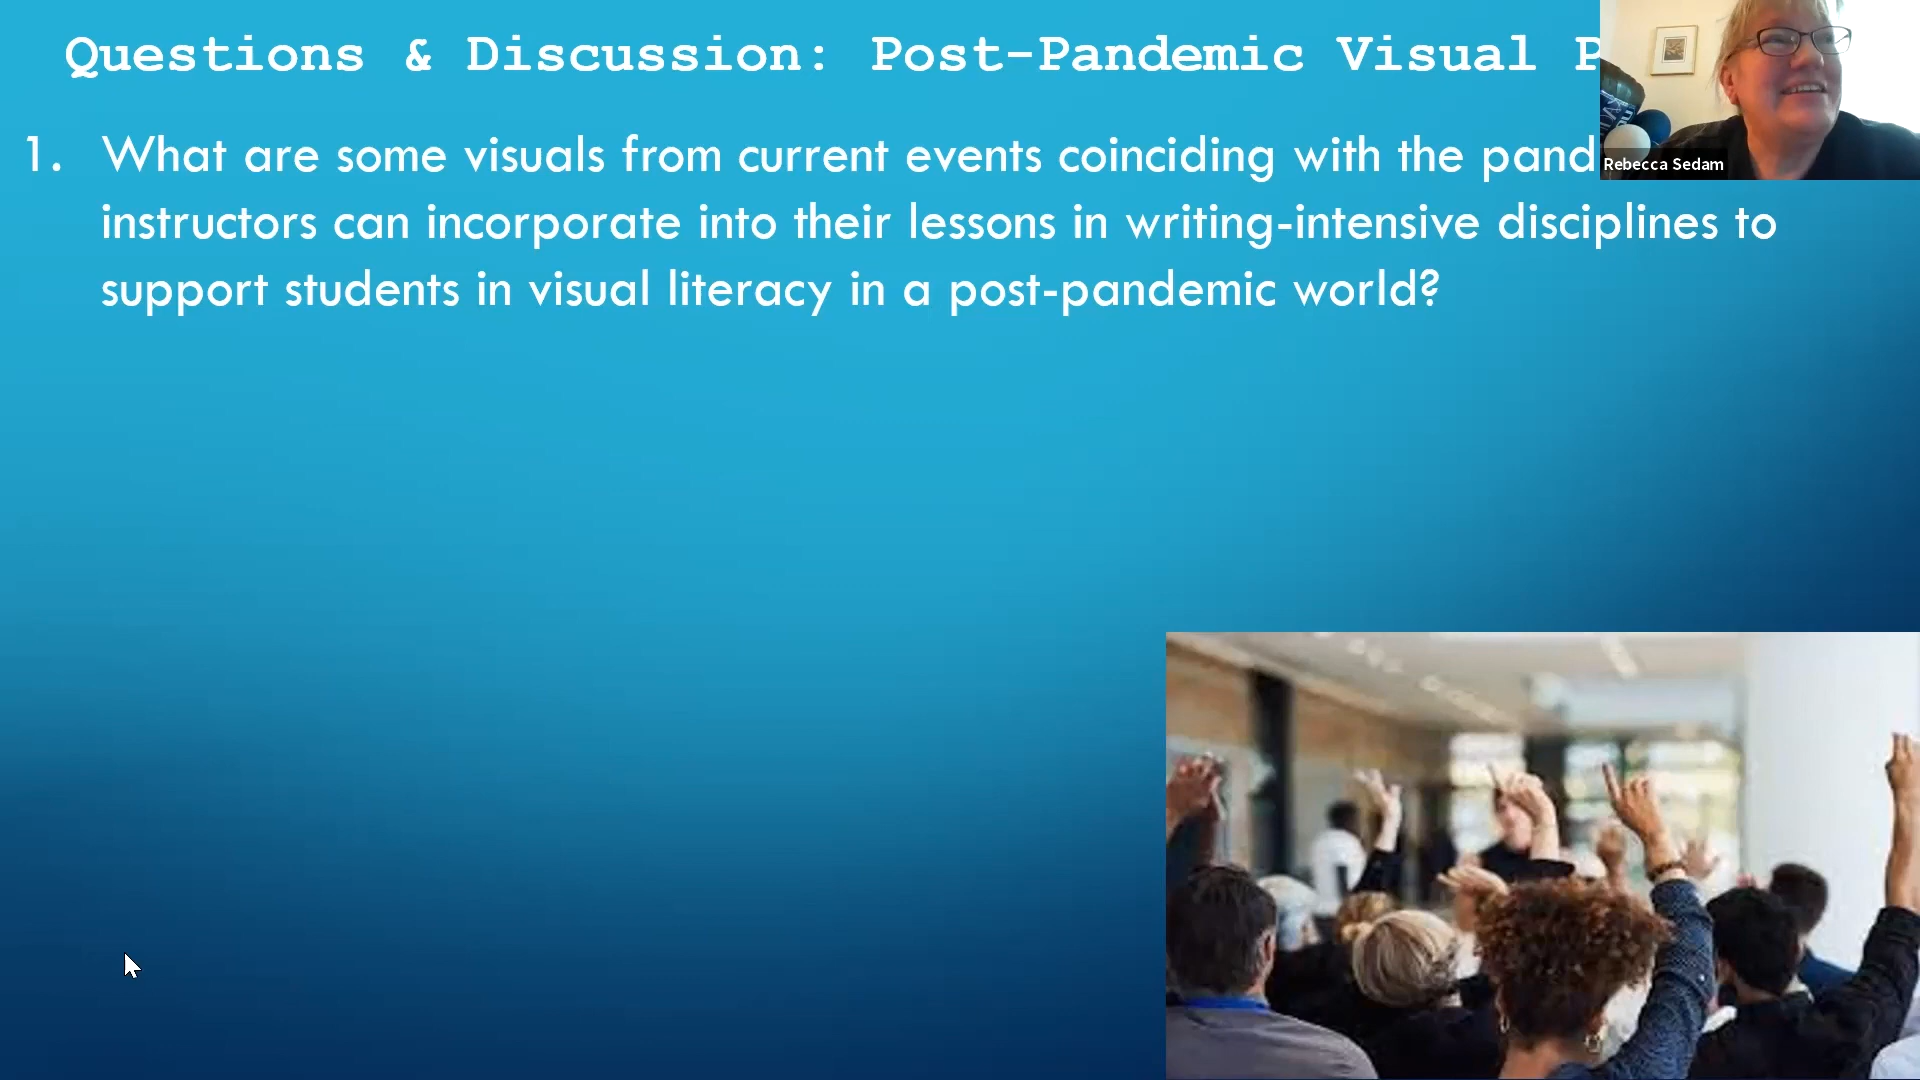 Questions & Discussion: Post-Pandemic Visual
Rebecca Sedam
1. What are some visuals from current events coinciding with the
instructors can incorporate into their lessons in writing-intensive disciplines to
support students in visual literacy in a post-pandemic world?